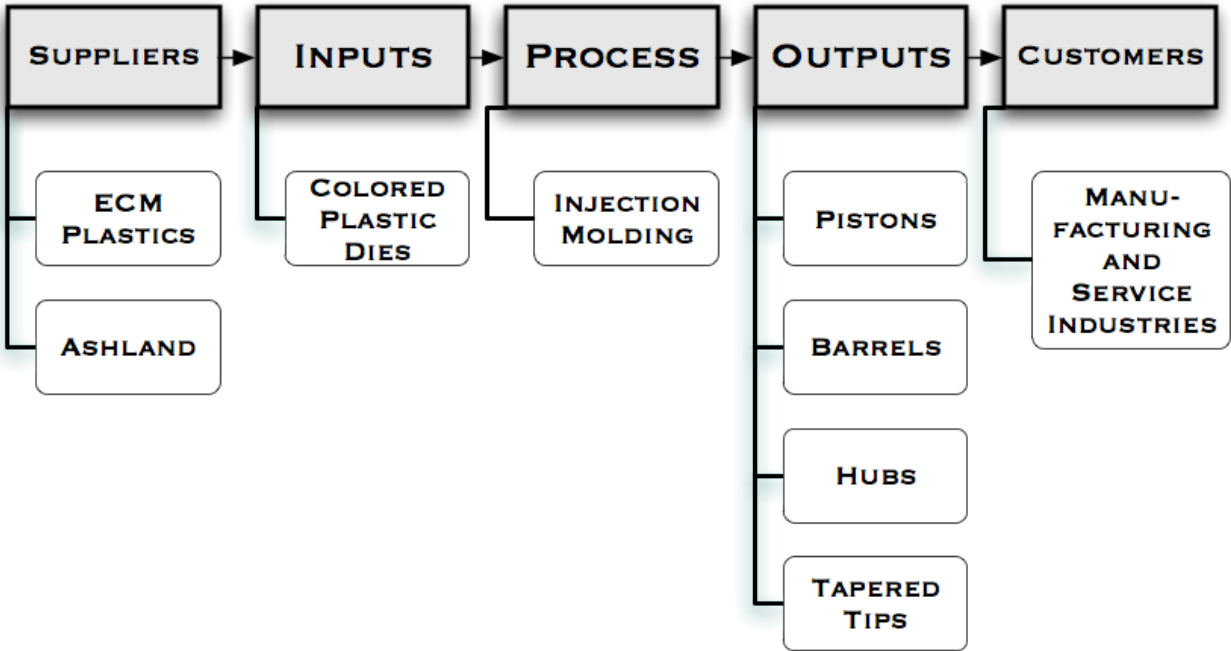 SUPPLIERS
INPUTS
PROCESS
OUTPUTS
CUSTOMERS
ECM
PLASTICS
ASHLAND
COLORED
PLASTIC
DIES
INJECTION
MOLDING
PISTONS
BARRELS
HUBS
TAPERED
TIPS
MANU-
FACTURING
AND
SERVICE
INDUSTRIES